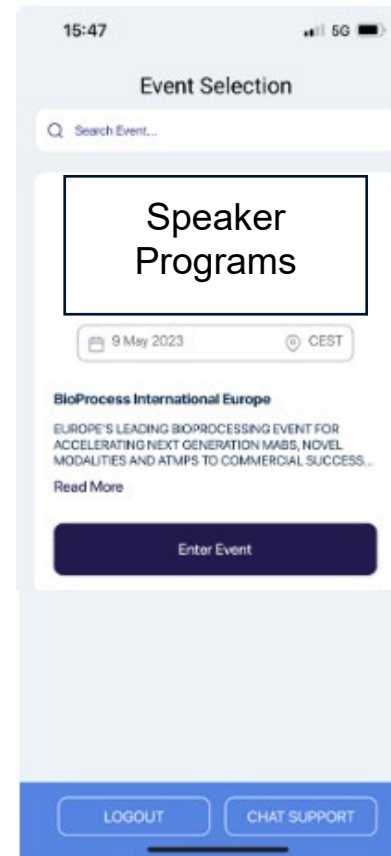 15:47
5G
Event Selection
Search Event...
Speaker
Programs
9 May 2023
CEST
BioProcess International Europe
EUROPE'S LEADING BIOPROCESSING EVENT FOR
ACCELERATING NEXT GENERATION MABS, NOVEL
MODALITIES AND ATMPS TO COMMERCIAL SUCCESS...
Read More
Enter Event
LOGOUT
CHAT SUPPORT